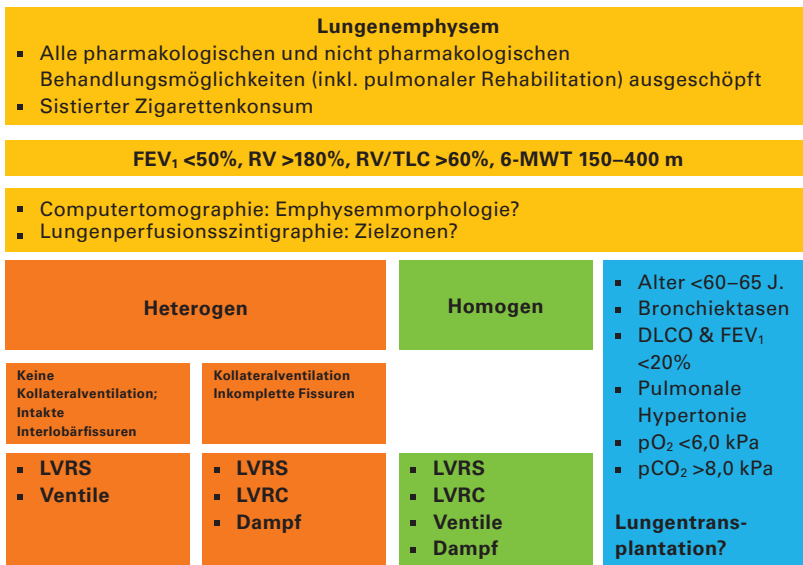 Lungenemphysem
▪ Alle pharmakologischen und nicht pharmakologischen
Behandlungsmöglichkeiten (inkl. pulmonaler Rehabilitation) ausgeschöpft
▪ Sistierter Zigarettenkonsum
FEV₁ <50%, RV >180%, RV/TLC >60%, 6-MWT 150–400 m
▪ Computertomographie: Emphysemmorphologie?
▪ Lungenperfusionsszintigraphie: Zielzonen?
Heterogen
Keine
Kollateralventilation;
Intakte
Interlobärfissuren
▪ LVRS
▪ Ventile
Kollateralventilation
Inkomplette Fissuren
▪ LVRS
▪ LVRC
▪ Dampf
Homogen
▪ LVRS
▪ LVRC
▪ Ventile
▪ Dampf
▪ Alter <60–65 J.
▪ Bronchiektasen
▪ DLCO & FEV₁
<20%
▪ Pulmonale
Hypertonie
▪ pO₂ <6,0 kPa
▪ pCO₂ >8,0 kPa
Lungentrans-
plantation?